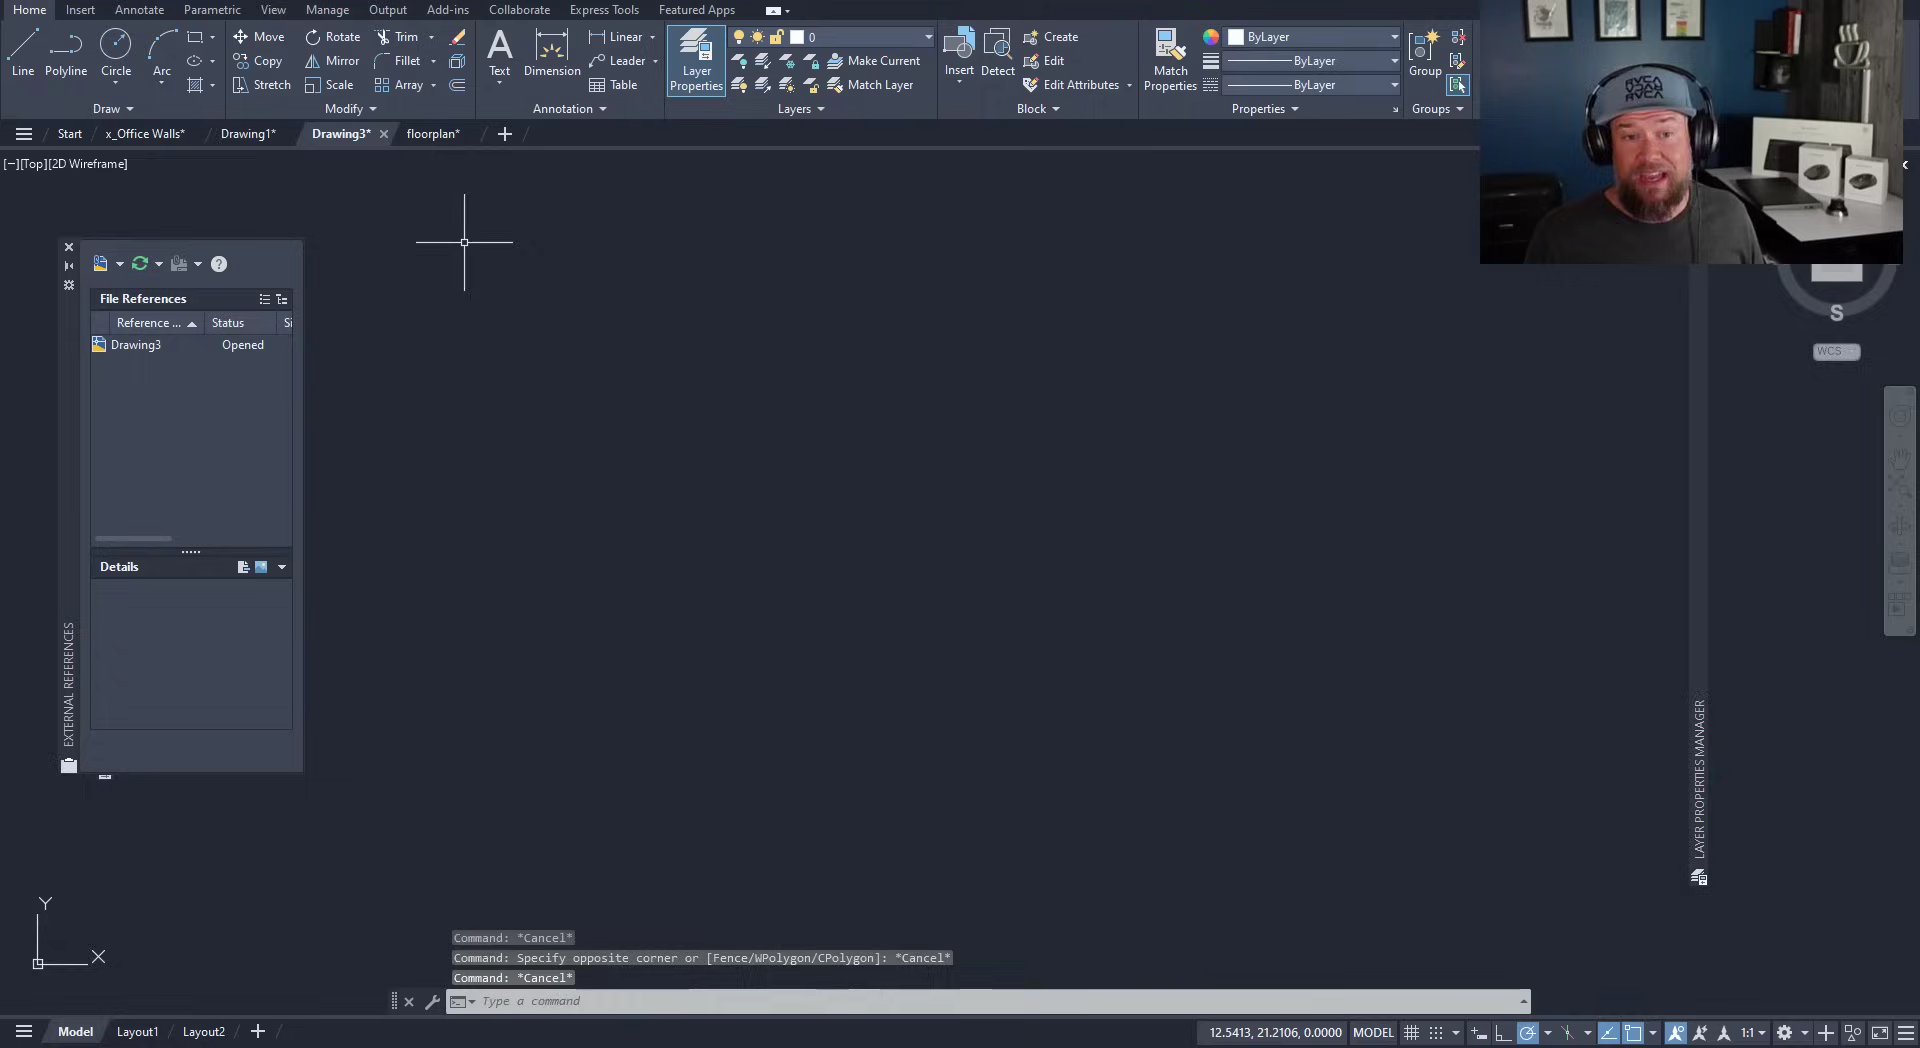 Home Insert Annotate Parametric View Manage Output Add-ins Collaborate Express Tools Featured Apps
Line Polyline Circle Arc
Move Rotate Trim
Copy Mirror Fillet
Stretch Scale Array
Text Dimension
Linear
Leader
Table
Layer Properties
0
Make Current
Match Layer
Insert Detect
Create
Edit
Edit Attributes
Match Properties
ByLayer
ByLayer
ByLayer
Group
Draw Modify Annotation Layers Block Properties Groups
Start x_Office Walls* Drawing1* Drawing3* floorplan*
[−][Top][2D Wireframe]
RVCA
RVCA
File References
Reference ... Status Si
Drawing3 Opened
Details
EXTERNAL REFERENCES
S
WCS
LAYER PROPERTIES MANAGER
Y
X
Command: *Cancel*
Command: Specify opposite corner or [Fence/WPolygon/CPolygon]: *Cancel*
Command: *Cancel*
Type a command
Model Layout1 Layout2
12.5413, 21.2106, 0.0000 MODEL 1:1